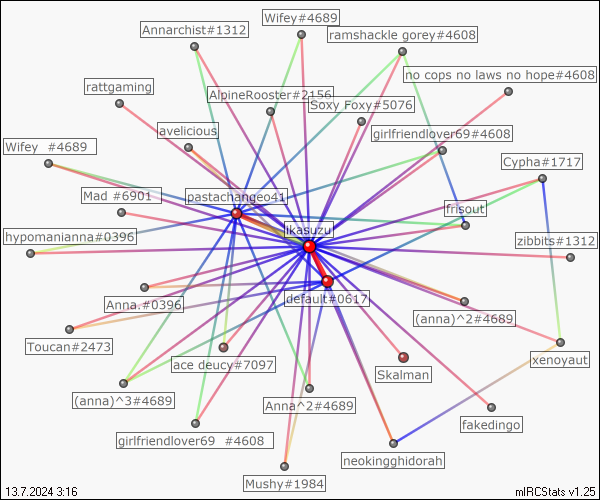 Wifey#4689
Annarchist#1312
ramshackle gorey#4608
no cops no laws no hope#4608
rattgaming
AlpineRooster#2156
Soxy Foxy#5076
avelicious
girlfriendlover69#4608
Wifey  #4689
Cypha#1717
Mad #6901
pastachangeo41
frisout
ikasuzu
hypomanianna#0396
zibbits#1312
Anna.#0396
default#0617
(anna)^2#4689
Toucan#2473
xenoyaut
ace deucy#7097
Skalman
(anna)^3#4689
Anna^2#4689
fakedingo
girlfriendlover69  #4608
neokingghidorah
Mushy#1984
13.7.2024 3:16
mIRCStats v1.25